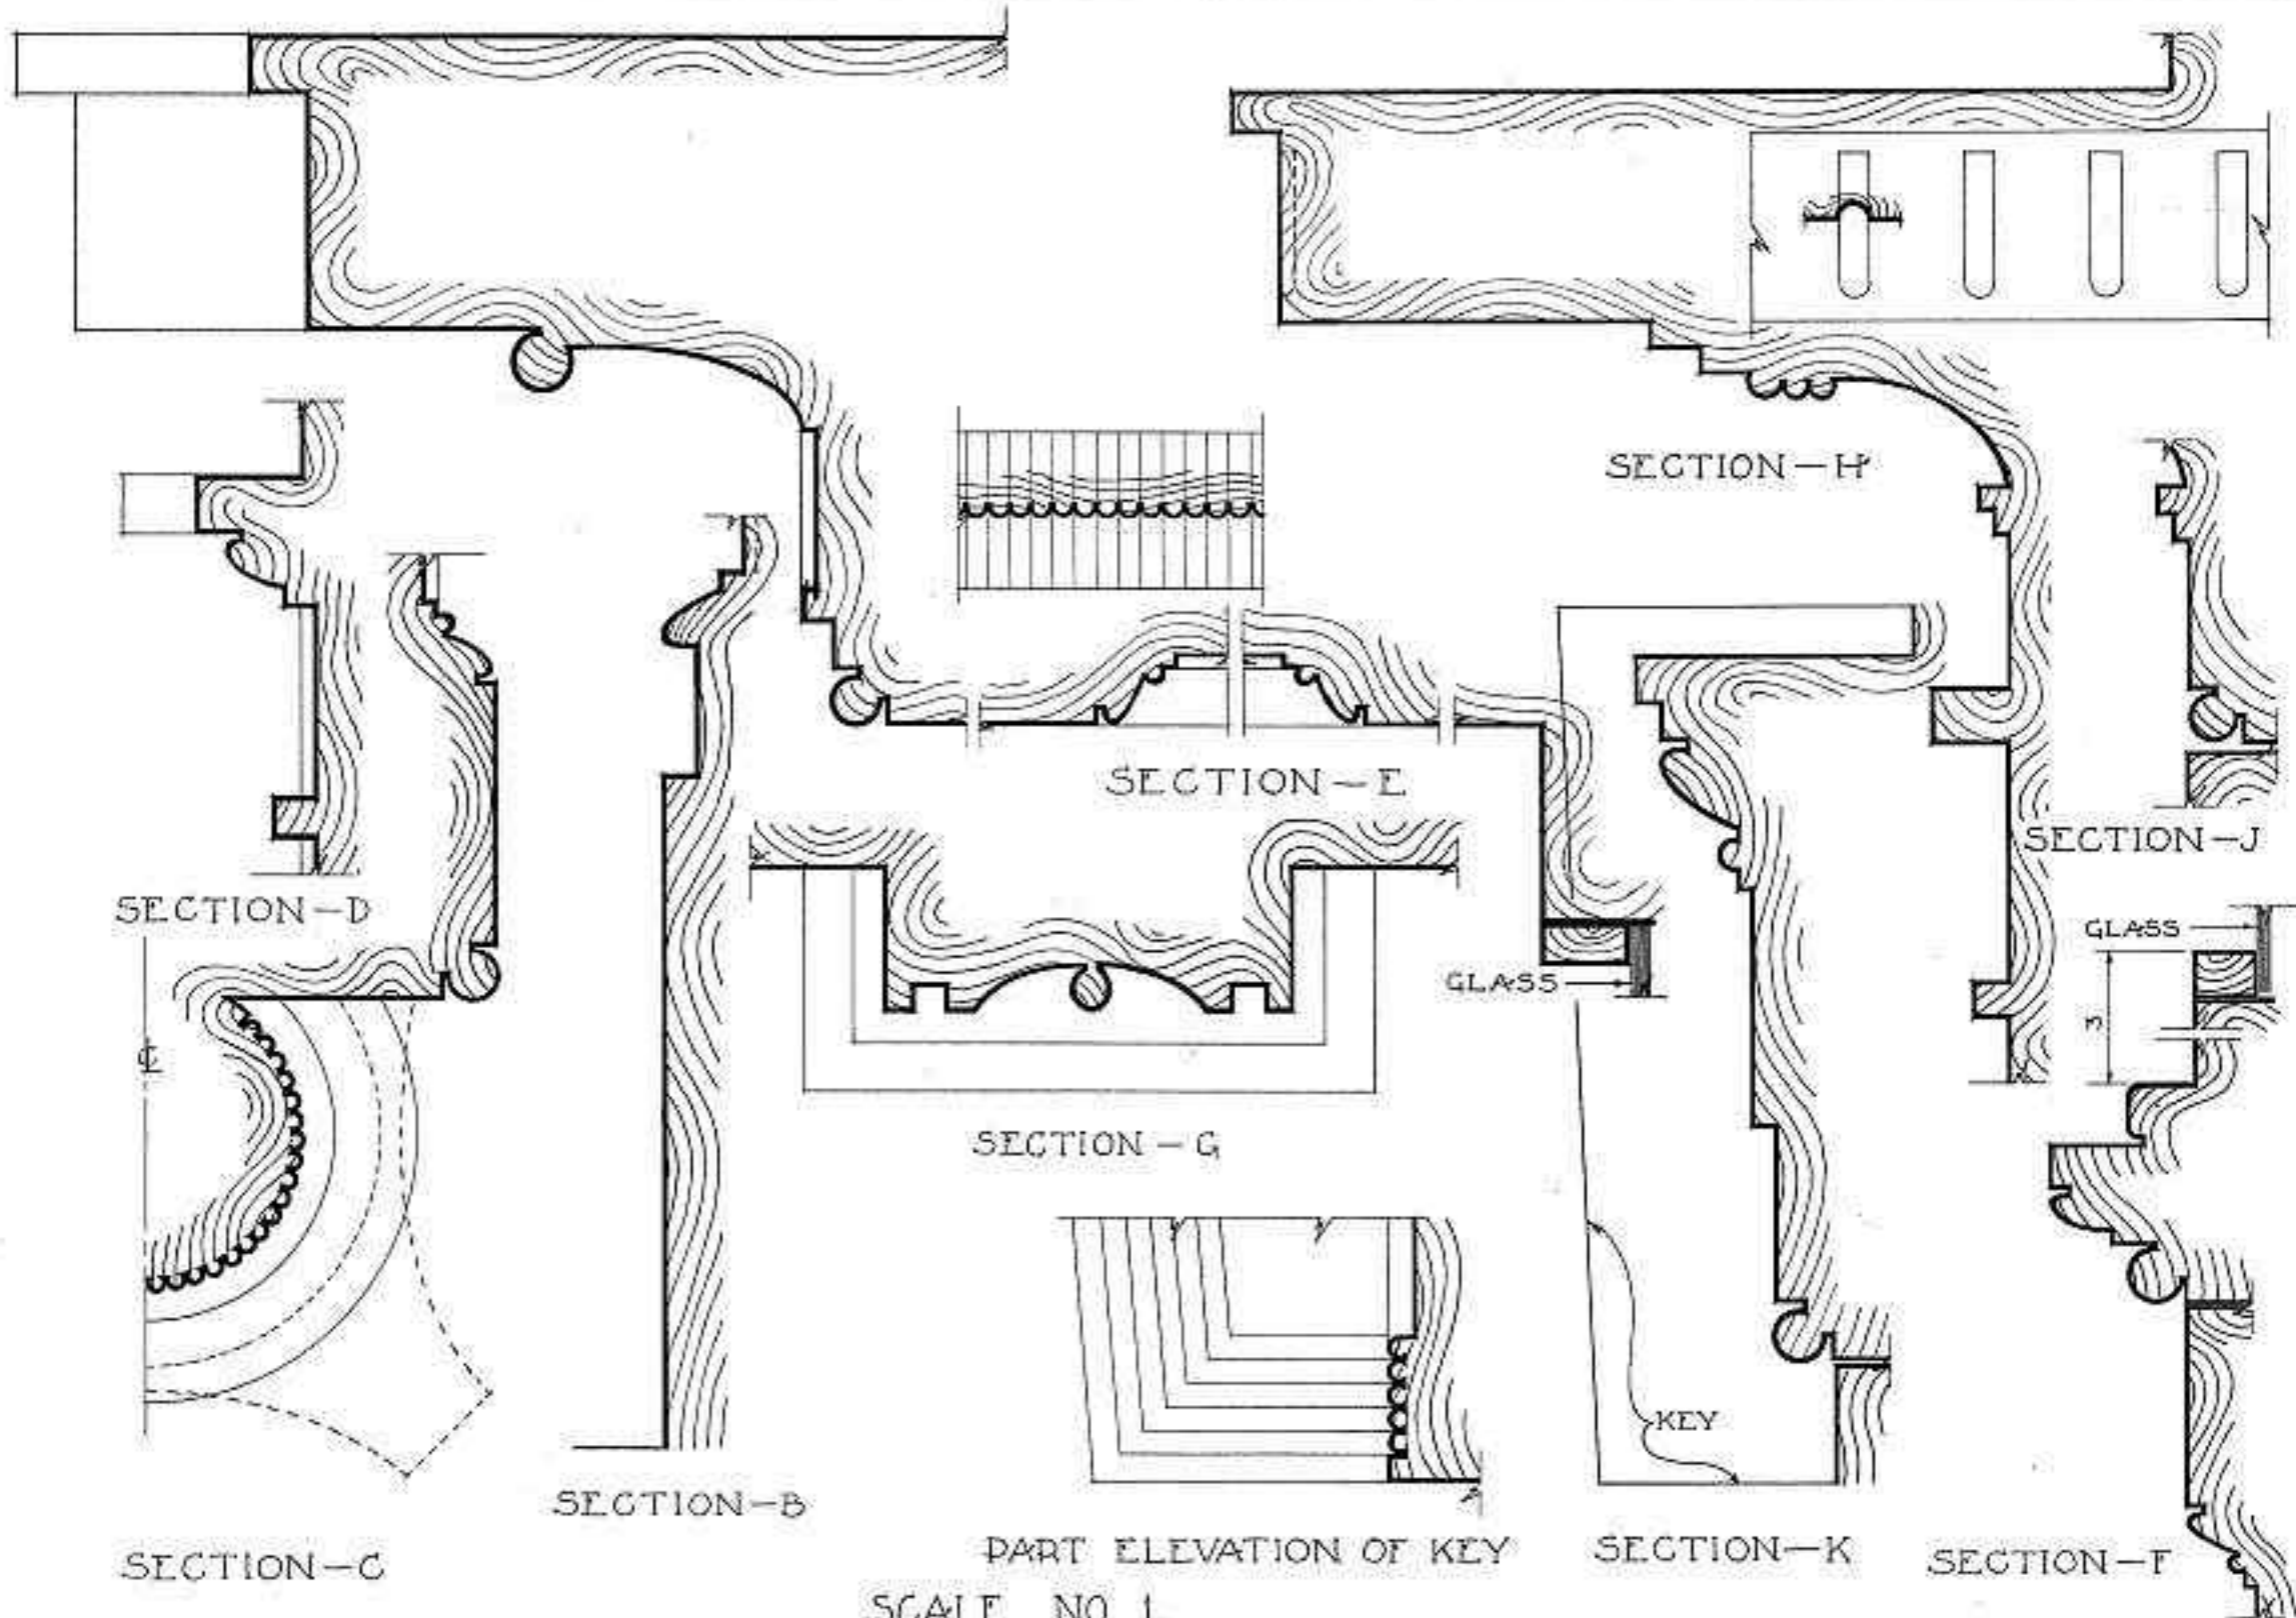 SECTION-H
SECTION-E
SECTION-J
SECTION-D
GLASS
GLASS
3
℄
SECTION-G
KEY
SECTION-B
PART ELEVATION OF KEY
SECTION-K
SECTION-F
SECTION-C
SCALE NO 1